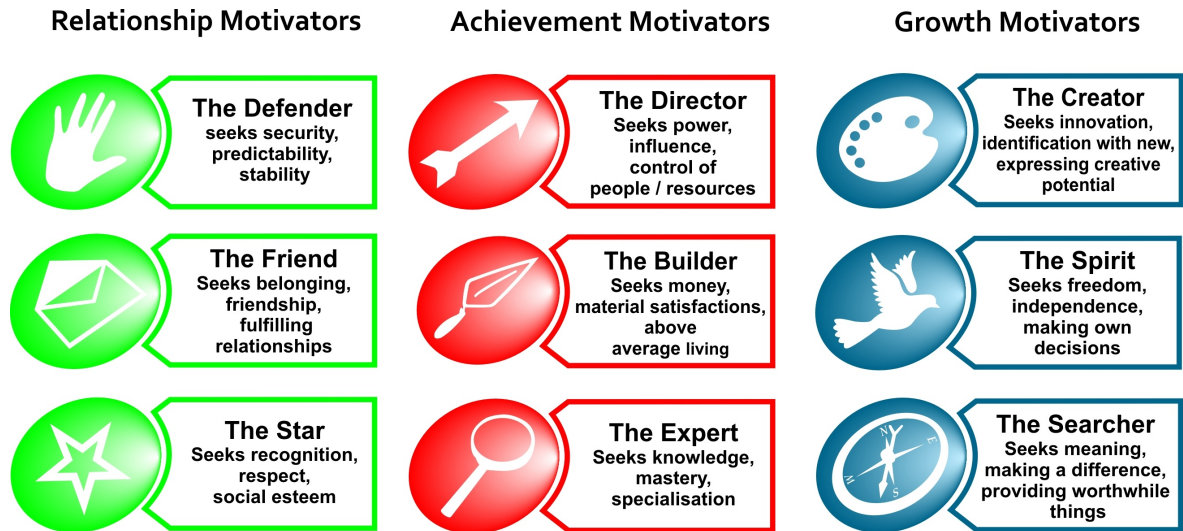 Relationship Motivators
The Defender
seeks security,
predictability,
stability
The Friend
Seeks belonging,
friendship,
fulfilling
relationships
The Star
Seeks recognition,
respect,
social esteem
Achievement Motivators
The Director
Seeks power,
influence,
control of
people / resources
The Builder
Seeks money,
material satisfactions,
above
average living
The Expert
Seeks knowledge,
mastery,
specialisation
Growth Motivators
The Creator
Seeks innovation,
identification with new,
expressing creative
potential
The Spirit
Seeks freedom,
independence,
making own
decisions
N
E
W
S
The Searcher
Seeks meaning,
making a difference,
providing worthwhile
things